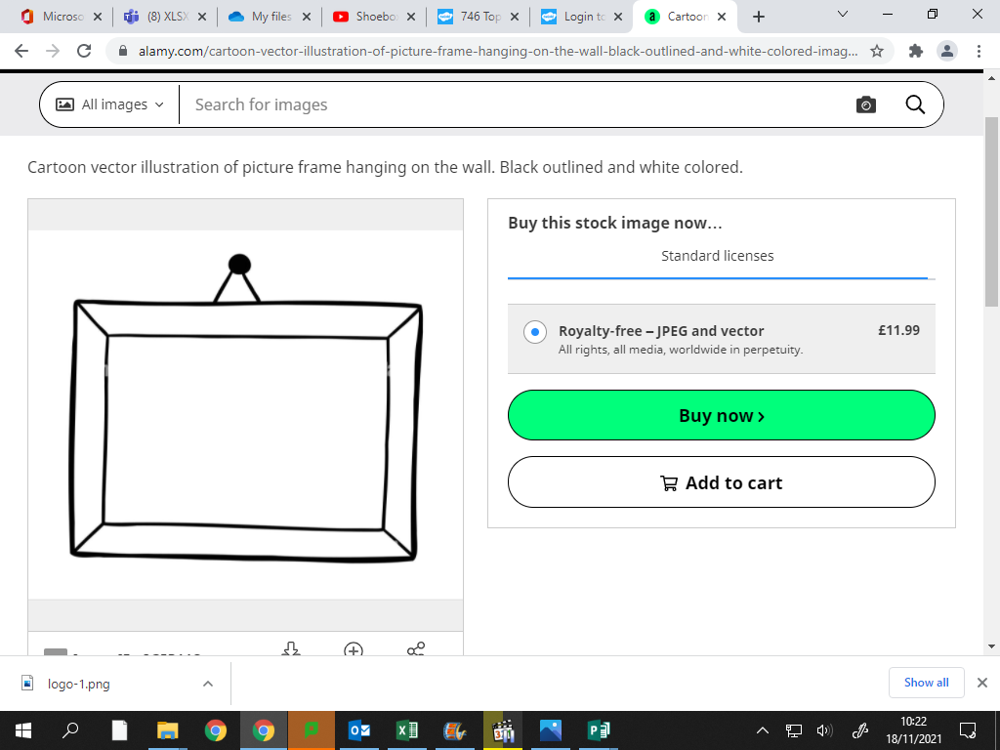 Microso
(8) XLSX
My files
Shoebo
746 Top
Login to
Cartoon
alamy.com/cartoon-vector-illustration-of-picture-frame-hanging-on-the-wall-black-outlined-and-white-colored-imag...
All images
Search for images
Cartoon vector illustration of picture frame hanging on the wall. Black outlined and white colored.
Buy this stock image now...
Standard licenses
Royalty-free – JPEG and vector £11.99
All rights, all media, worldwide in perpetuity.
Buy now ›
Add to cart
logo-1.png
Show all
10:22
18/11/2021